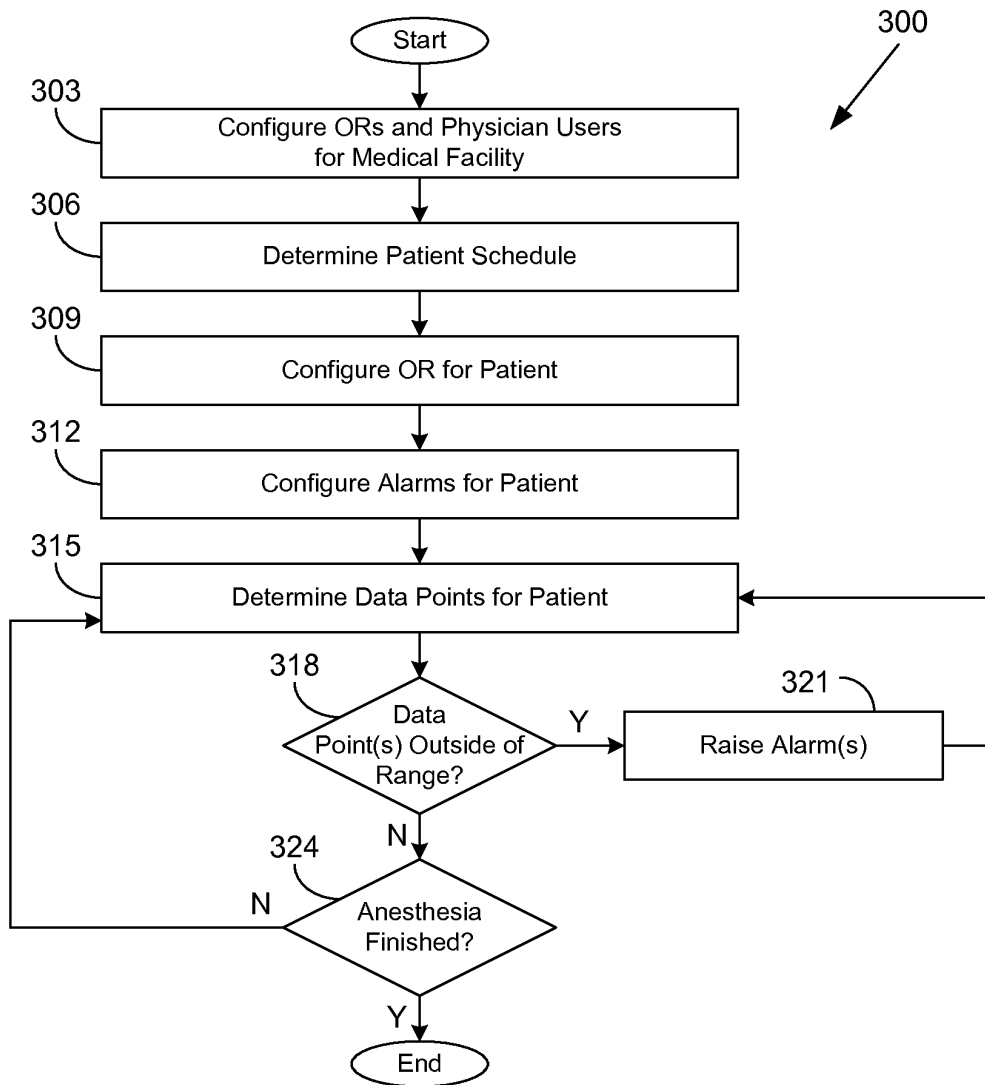 Start
300
303
Configure ORs and Physician Users
for Medical Facility
306
Determine Patient Schedule
309
Configure OR for Patient
312
Configure Alarms for Patient
315
Determine Data Points for Patient
318
Data
Point(s) Outside of
Range?
Y
321
Raise Alarm(s)
N
324
Anesthesia
Finished?
N
Y
End